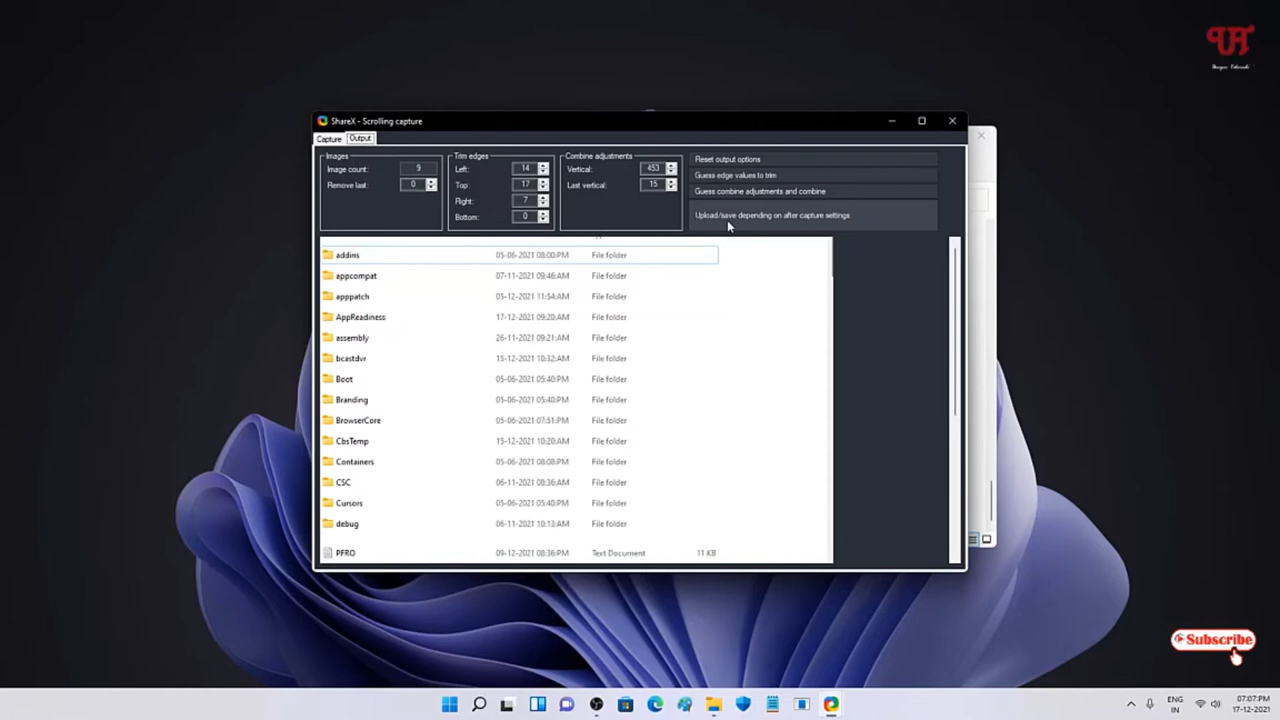 ShareX - Scrolling capture
Capture Output
Images
Image count: 9
Remove last: 0
Trim edges
Left: 14
Top: 17
Right: 7
Bottom: 0
Combine adjustments
Vertical: 453
Last vertical: 15
Reset output options
Guess edge values to trim
Guess combine adjustments and combine
Upload/save depending on after capture settings
addins 05-06-2021 08:00:PM File folder
appcompat 07-11-2021 09:46:AM File folder
apppatch 05-12-2021 11:54:AM File folder
AppReadiness 17-12-2021 09:20:AM File folder
assembly 26-11-2021 09:21:AM File folder
bcastdvr 15-12-2021 10:32:AM File folder
Boot 05-06-2021 05:40:PM File folder
Branding 05-06-2021 05:40:PM File folder
BrowserCore 05-06-2021 07:51:PM File folder
CbsTemp 15-12-2021 10:20:AM File folder
Containers 05-06-2021 08:08:PM File folder
CSC 06-11-2021 08:36:AM File folder
Cursors 05-06-2021 05:40:PM File folder
debug 06-11-2021 10:13:AM File folder
PFRO 09-12-2021 08:36:PM Text Document 11 KB
Subscribe
ENG
IN
07:07:PM
17-12-2021